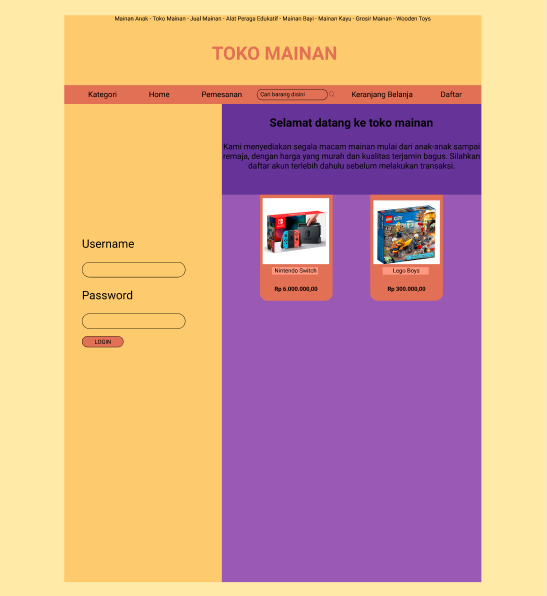 Mainan Anak - Toko Mainan - Jual Mainan - Alat Peraga Edukatif - Mainan Bayi - Mainan Kayu - Grosir Mainan - Wooden Toys
TOKO MAINAN
Kategori Home Pemesanan Cari barang disini Keranjang Belanja Daftar
Selamat datang ke toko mainan
Kami menyediakan segala macam mainan mulai dari anak-anak sampai
remaja, dengan harga yang murah dan kualitas terjamin bagus. Silahkan
daftar akun terlebih dahulu sebelum melakukan transaksi.
Username
Password
LOGIN
CITY
Nintendo Switch
Rp 6.000.000,00
Lego Boys
Rp 300.000,00